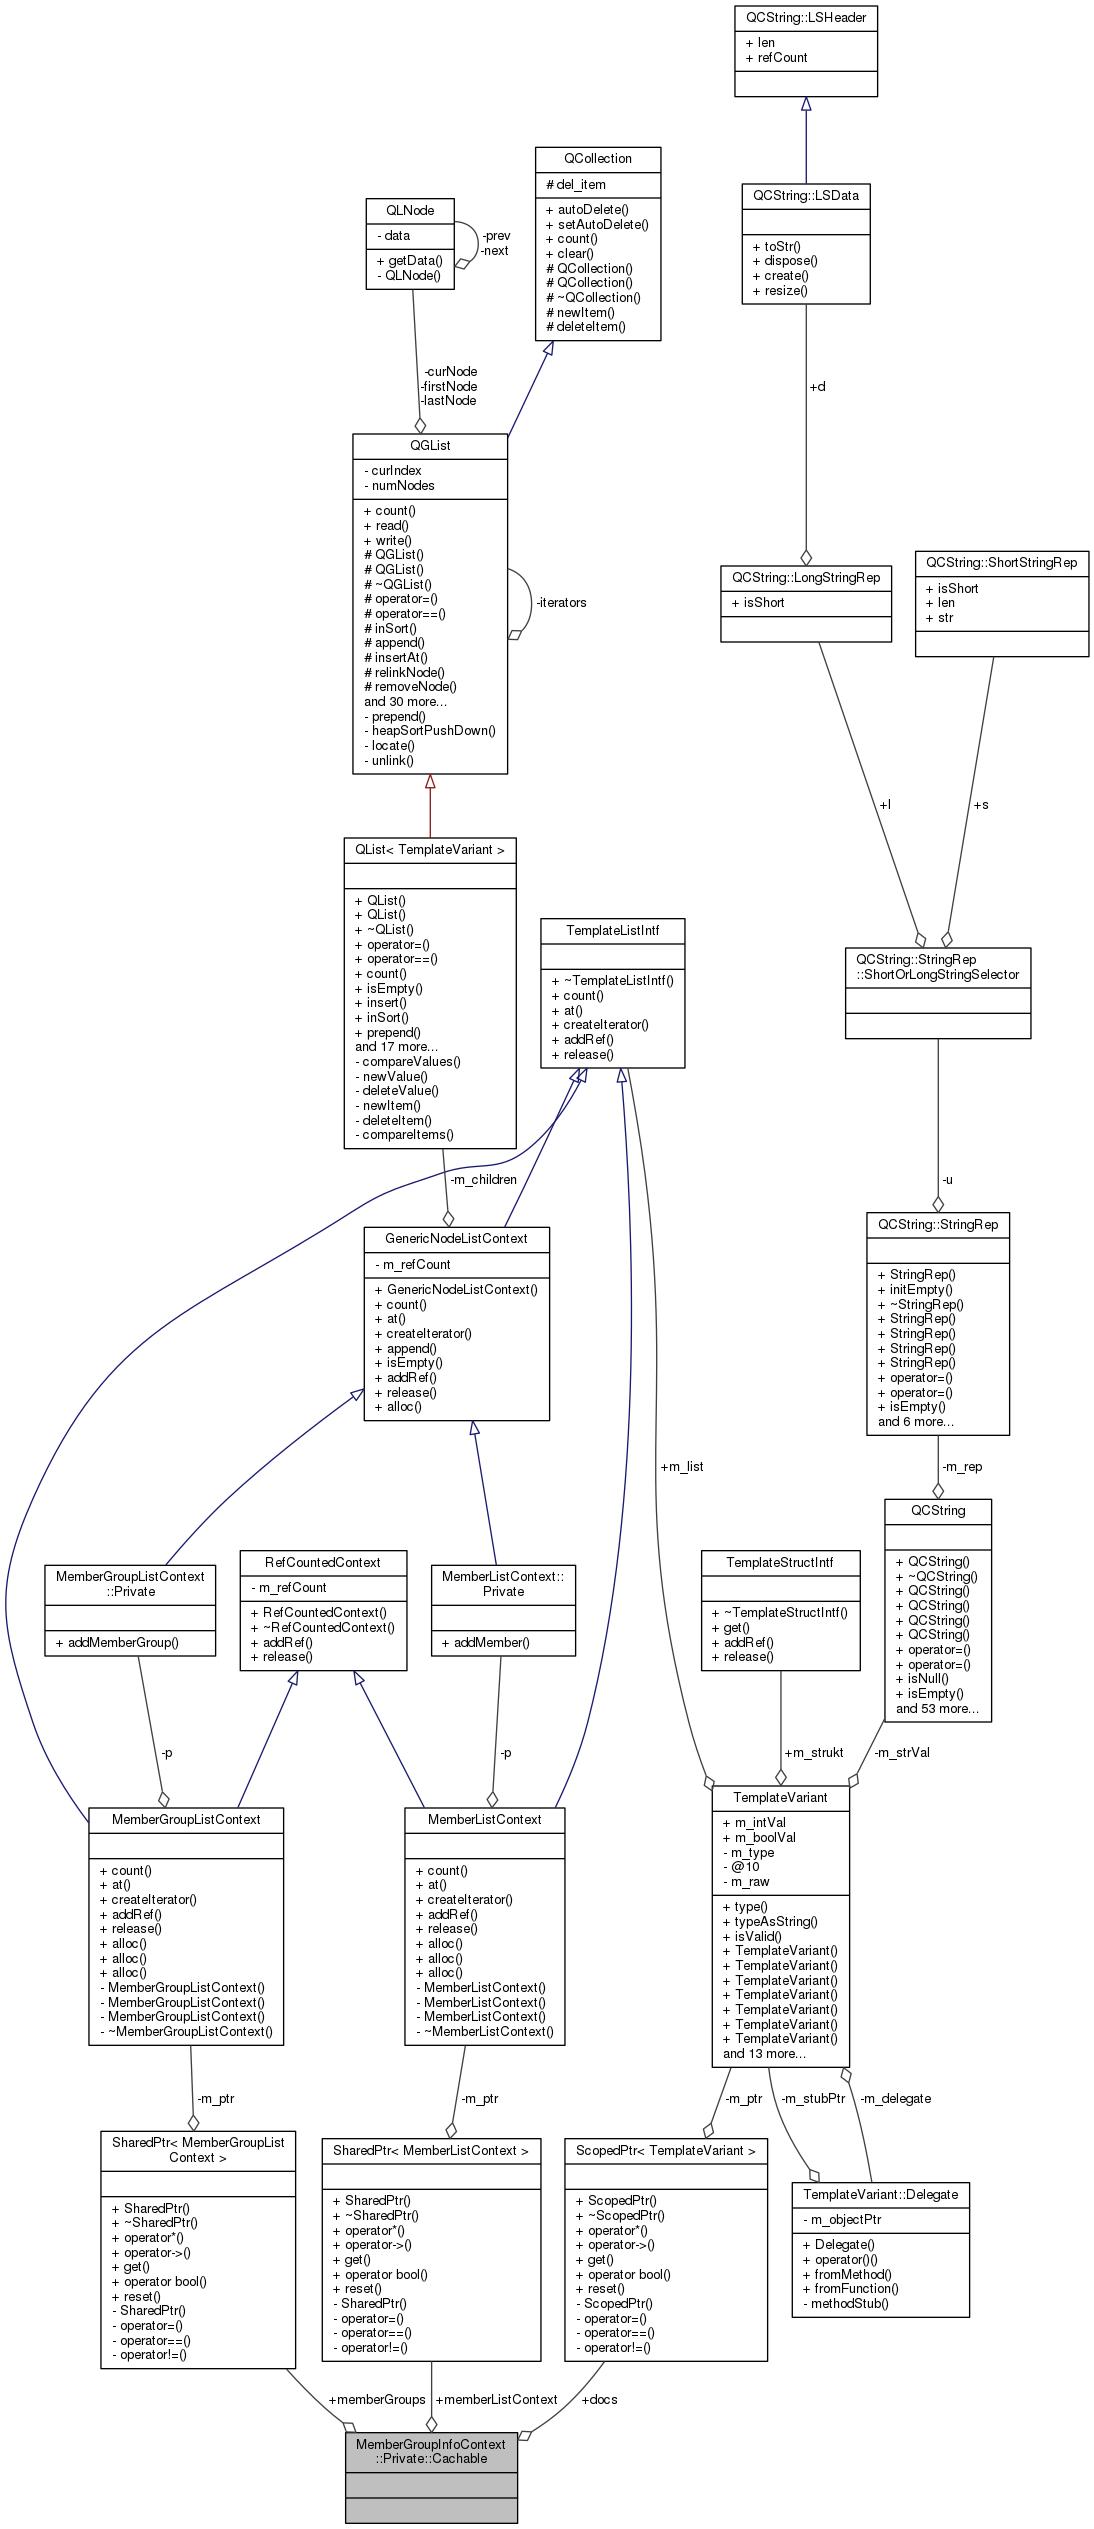 QCString::LSHeader
+ len
+ refCount
QCollection
# del_item
+ autoDelete()
+ setAutoDelete()
+ count()
+ clear()
# QCollection()
# QCollection()
# ~QCollection()
# newItem()
# deleteItem()
QCString::LSData
+ toStr()
+ dispose()
+ create()
+ resize()
QLNode
- data
+ getData()
- QLNode()
-prev
-next
-curNode
-firstNode
-lastNode
+d
QGList
- curIndex
- numNodes
+ count()
+ read()
+ write()
# QGList()
# QGList()
# ~QGList()
# operator=()
# operator==()
# inSort()
# append()
# insertAt()
# relinkNode()
# removeNode()
and 30 more...
- prepend()
- heapSortPushDown()
- locate()
- unlink()
-iterators
QCString::LongStringRep
+ isShort
QCString::ShortStringRep
+ isShort
+ len
+ str
+l
+s
QList< TemplateVariant >
+ QList()
+ QList()
+ ~QList()
+ operator=()
+ operator==()
+ count()
+ isEmpty()
+ insert()
+ inSort()
+ prepend()
and 17 more...
- compareValues()
- newValue()
- deleteValue()
- newItem()
- deleteItem()
- compareItems()
TemplateListIntf
+ ~TemplateListIntf()
+ count()
+ at()
+ createIterator()
+ addRef()
+ release()
QCString::StringRep
::ShortOrLongStringSelector
-m_children
-u
GenericNodeListContext
- m_refCount
+ GenericNodeListContext()
+ count()
+ at()
+ createIterator()
+ append()
+ isEmpty()
+ addRef()
+ release()
+ alloc()
QCString::StringRep
+ StringRep()
+ initEmpty()
+ ~StringRep()
+ StringRep()
+ StringRep()
+ StringRep()
+ StringRep()
+ operator=()
+ operator=()
+ isEmpty()
and 6 more...
+m_list
-m_rep
MemberGroupListContext
::Private
+ addMemberGroup()
RefCountedContext
- m_refCount
+ RefCountedContext()
+ ~RefCountedContext()
+ addRef()
+ release()
MemberListContext::
Private
+ addMember()
TemplateStructIntf
+ ~TemplateStructIntf()
+ get()
+ addRef()
+ release()
QCString
+ QCString()
+ ~QCString()
+ QCString()
+ QCString()
+ QCString()
+ QCString()
+ operator=()
+ operator=()
+ isNull()
+ isEmpty()
and 53 more...
-p
-p
+m_strukt
-m_strVal
MemberGroupListContext
+ count()
+ at()
+ createIterator()
+ addRef()
+ release()
+ alloc()
+ alloc()
+ alloc()
- MemberGroupListContext()
- MemberGroupListContext()
- MemberGroupListContext()
- ~MemberGroupListContext()
MemberListContext
+ count()
+ at()
+ createIterator()
+ addRef()
+ release()
+ alloc()
+ alloc()
+ alloc()
- MemberListContext()
- MemberListContext()
- MemberListContext()
- ~MemberListContext()
TemplateVariant
+ m_intVal
+ m_boolVal
- m_type
- @10
- m_raw
+ type()
+ typeAsString()
+ isValid()
+ TemplateVariant()
+ TemplateVariant()
+ TemplateVariant()
+ TemplateVariant()
+ TemplateVariant()
+ TemplateVariant()
+ TemplateVariant()
and 13 more...
-m_ptr
-m_ptr
-m_ptr
-m_stubPtr
-m_delegate
SharedPtr< MemberGroupList
Context >
+ SharedPtr()
+ ~SharedPtr()
+ operator*()
+ operator->()
+ get()
+ operator bool()
+ reset()
- SharedPtr()
- operator=()
- operator==()
- operator!=()
SharedPtr< MemberListContext >
+ SharedPtr()
+ ~SharedPtr()
+ operator*()
+ operator->()
+ get()
+ operator bool()
+ reset()
- SharedPtr()
- operator=()
- operator==()
- operator!=()
ScopedPtr< TemplateVariant >
+ ScopedPtr()
+ ~ScopedPtr()
+ operator*()
+ operator->()
+ get()
+ operator bool()
+ reset()
- ScopedPtr()
- operator=()
- operator==()
- operator!=()
TemplateVariant::Delegate
- m_objectPtr
+ Delegate()
+ operator()()
+ fromMethod()
+ fromFunction()
- methodStub()
+memberGroups
+memberListContext
+docs
MemberGroupInfoContext
::Private::Cachable